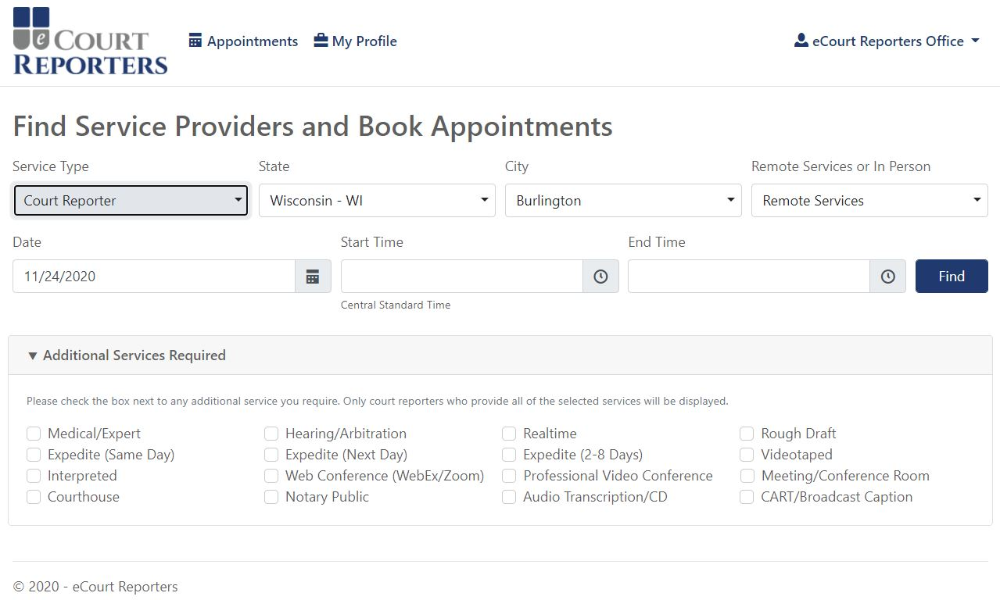 eCourt Reporters
Appointments My Profile eCourt Reporters Office
Find Service Providers and Book Appointments
Service Type State City Remote Services or In Person
Court Reporter Wisconsin - WI Burlington Remote Services
Date Start Time End Time
11/24/2020 Find
Central Standard Time
Additional Services Required
Please check the box next to any additional service you require. Only court reporters who provide all of the selected services will be displayed.
Medical/Expert Hearing/Arbitration Realtime Rough Draft
Expedite (Same Day) Expedite (Next Day) Expedite (2-8 Days) Videotaped
Interpreted Web Conference (WebEx/Zoom) Professional Video Conference Meeting/Conference Room
Courthouse Notary Public Audio Transcription/CD CART/Broadcast Caption
© 2020 - eCourt Reporters